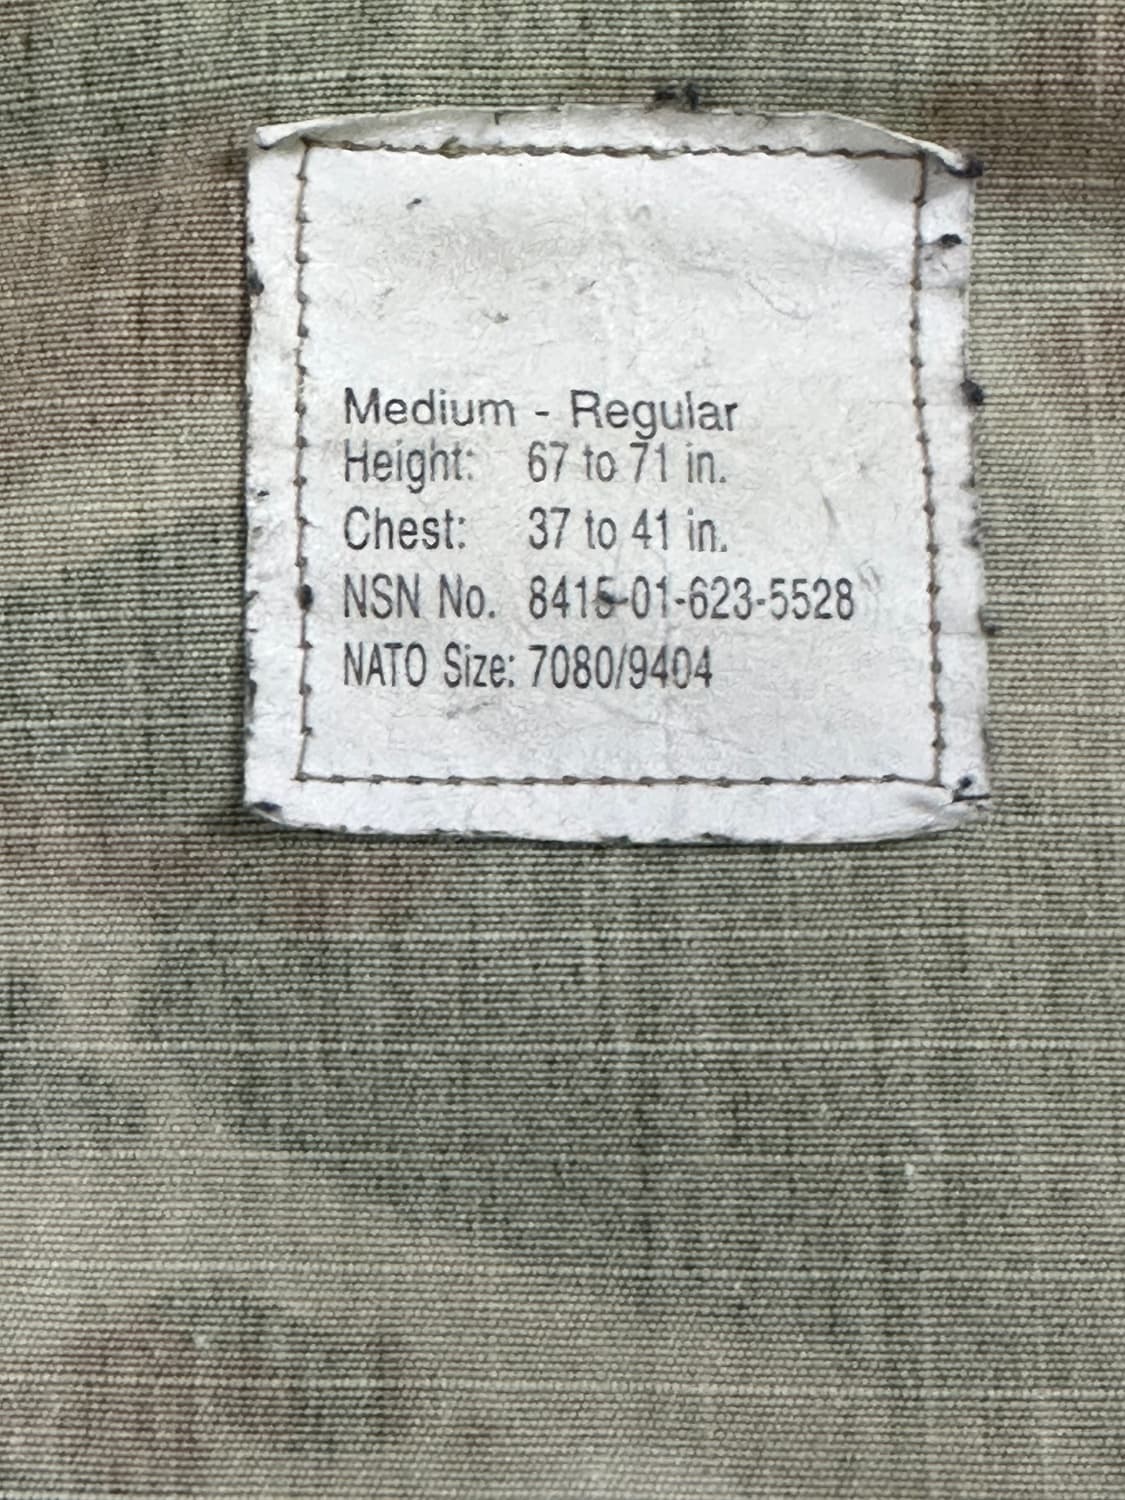 Medium - Regular
Height: 67 to 71 in.
Chest: 37 to 41 in.
NSN No. 8415-01-623-5528
NATO Size: 7080/9404